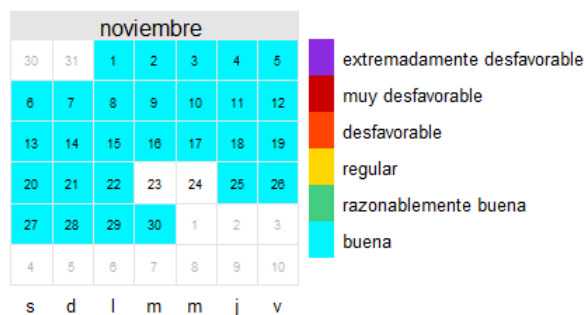 noviembre
30 31 1 2 3 4 5
6 7 8 9 10 11 12
13 14 15 16 17 18 19
20 21 22 23 24 25 26
27 28 29 30 1 2 3
4 5 6 7 8 9 10
s d l m m j v
extremadamente desfavorable
muy desfavorable
desfavorable
regular
razonablemente buena
buena